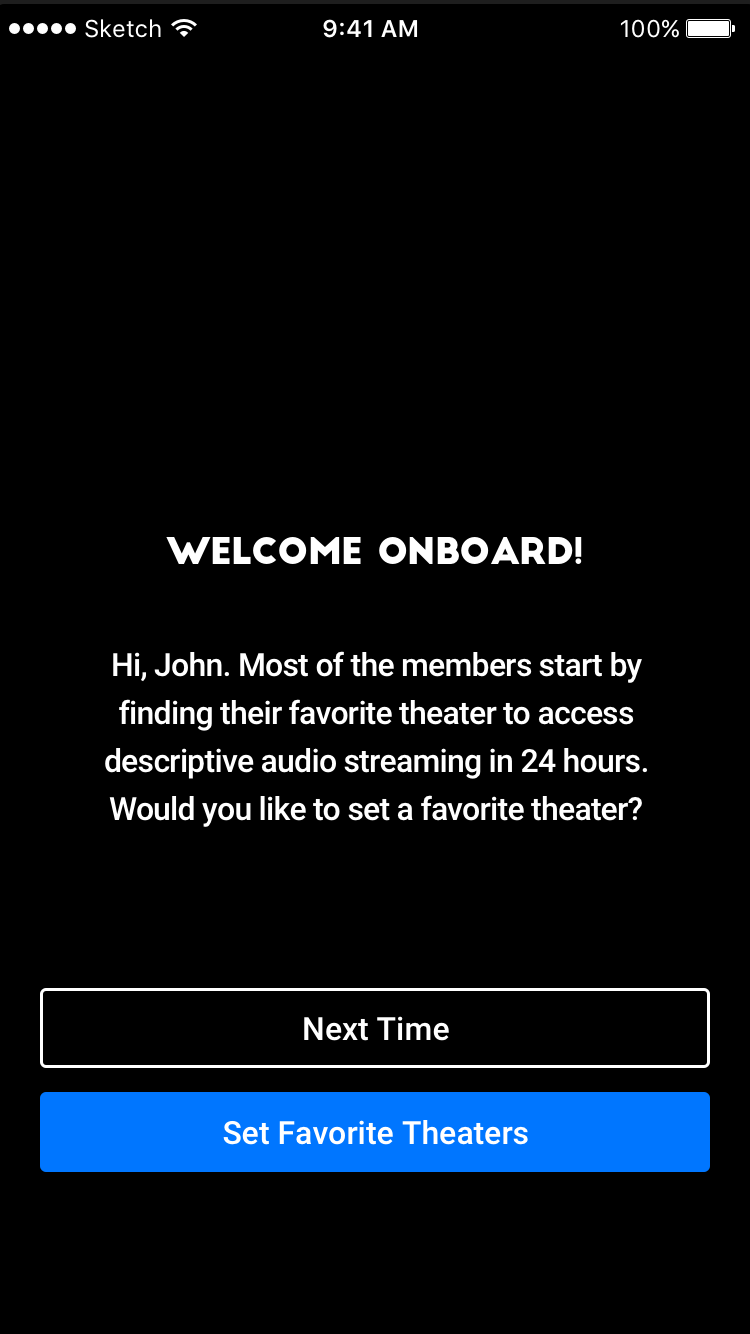 Sketch 9:41 AM 100%
WELCOME ONBOARD!
Hi, John. Most of the members start by
finding their favorite theater to access
descriptive audio streaming in 24 hours.
Would you like to set a favorite theater?
Next Time
Set Favorite Theaters